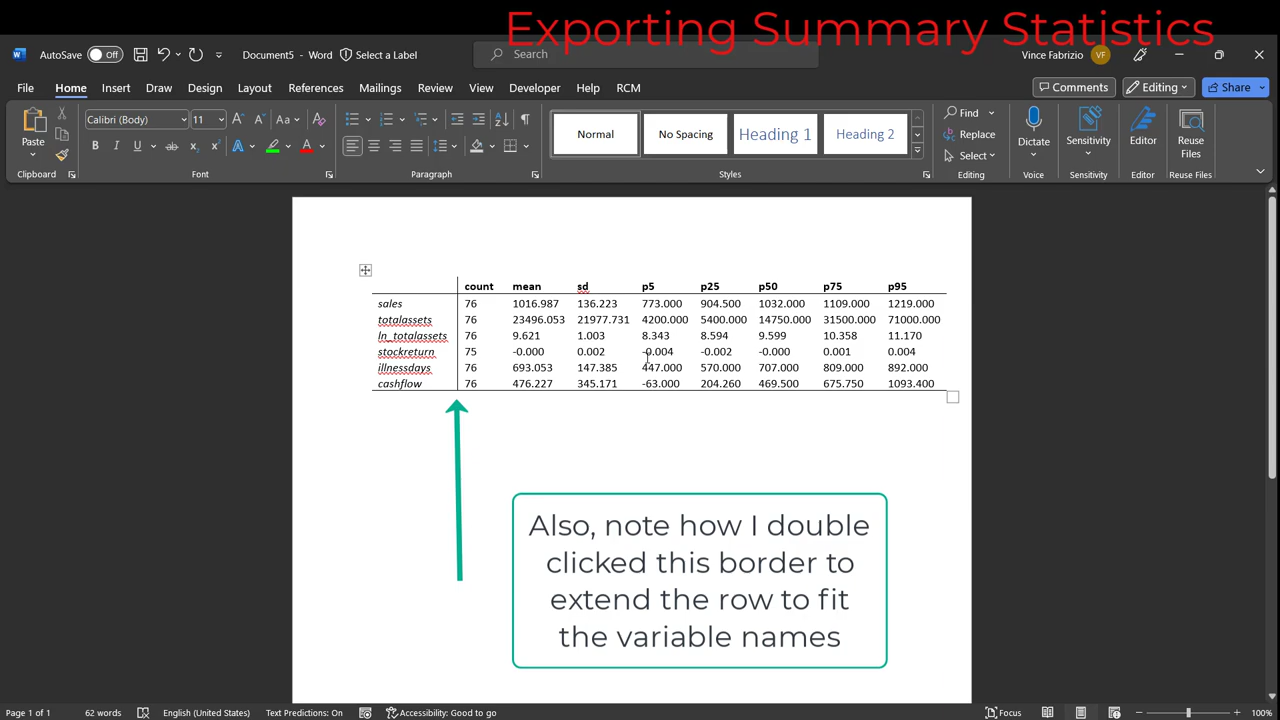 Exporting Summary Statistics
AutoSave Off Document5 - Word Select a Label Search Vince Fabrizio VF
File Home Insert Draw Design Layout References Mailings Review View Developer Help RCM Comments Editing Share
Paste Calibri (Body) 11 Normal No Spacing Heading 1 Heading 2 Find Replace Select Dictate Sensitivity Editor Reuse Files
Clipboard Font Paragraph Styles Editing Voice Sensitivity Editor Reuse Files
count mean sd p5 p25 p50 p75 p95
sales 76 1016.987 136.223 773.000 904.500 1032.000 1109.000 1219.000
totalassets 76 23496.053 21977.731 4200.000 5400.000 14750.000 31500.000 71000.000
ln_totalassets 76 9.621 1.003 8.343 8.594 9.599 10.358 11.170
stockreturn 75 -0.000 0.002 -0.004 -0.002 -0.000 0.001 0.004
illnessdays 76 693.053 147.385 447.000 570.000 707.000 809.000 892.000
cashflow 76 476.227 345.171 -63.000 204.260 469.500 675.750 1093.400
Also, note how I double
clicked this border to
extend the row to fit
the variable names
Page 1 of 1 62 words English (United States) Text Predictions: On Accessibility: Good to go Focus 100%